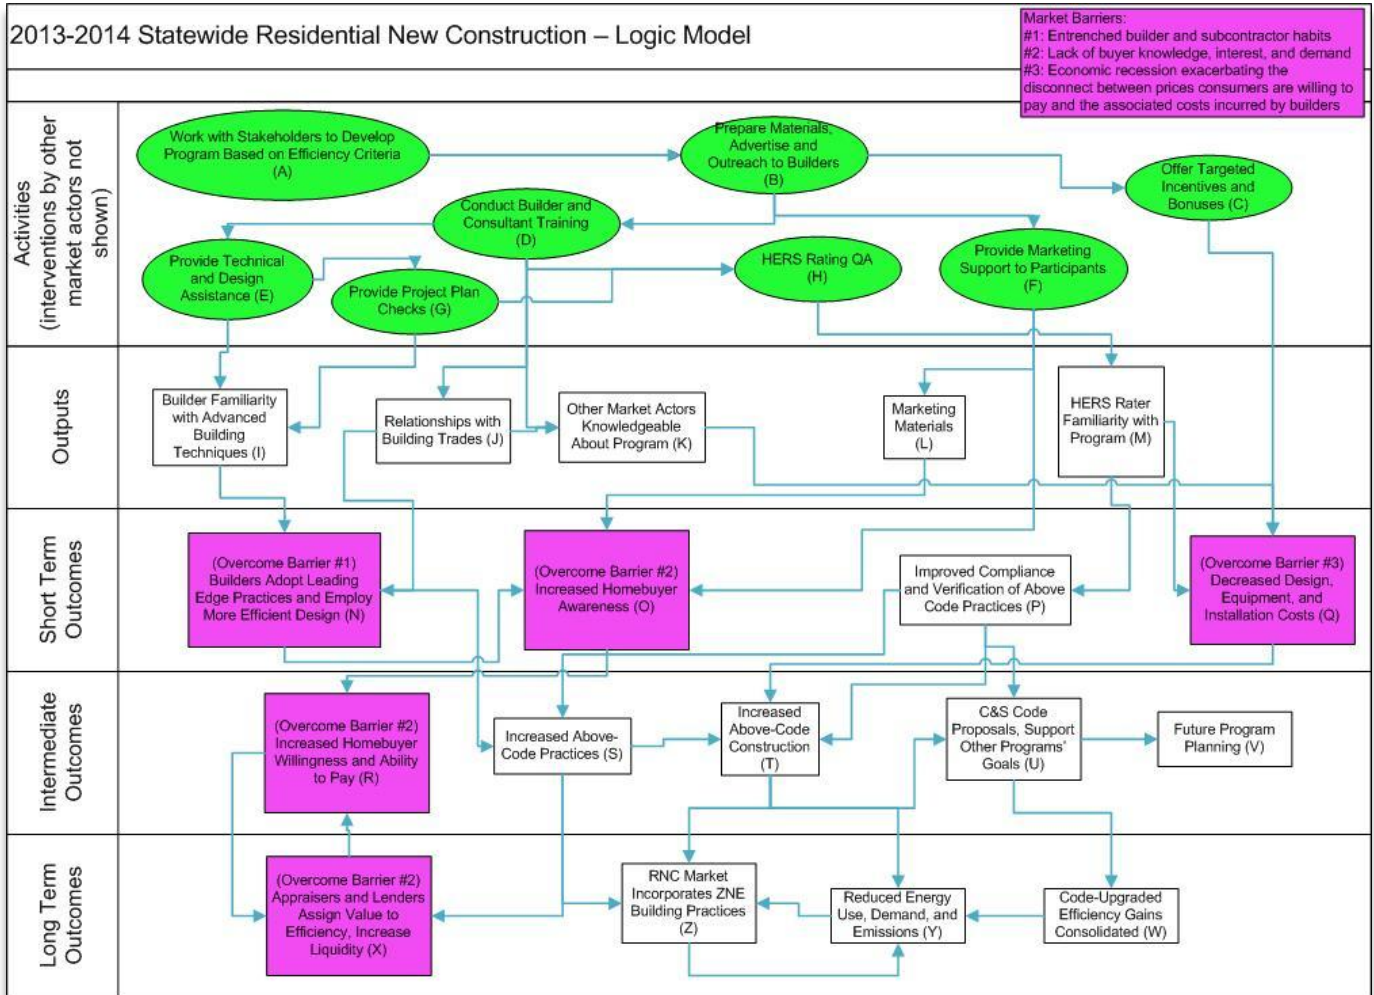 2013-2014 Statewide Residential New Construction – Logic Model
Market Barriers:
#1: Entrenched builder and subcontractor habits
#2: Lack of buyer knowledge, interest, and demand
#3: Economic recession exacerbating the
disconnect between prices consumers are willing to
pay and the associated costs incurred by builders
Activities
(interventions by other
market actors not
shown)
Work with Stakeholders to Develop
Program Based on Efficiency Criteria
(A)
Prepare Materials,
Advertise and
Outreach to Builders
(B)
Offer Targeted
Incentives and
Bonuses (C)
Conduct Builder and
Consultant Training
(D)
Provide Technical
and Design
Assistance (E)
Provide Project Plan
Checks (G)
HERS Rating QA
(H)
Provide Marketing
Support to Participants
(F)
Outputs
Builder Familiarity
with Advanced
Building
Techniques (I)
Relationships with
Building Trades (J)
Other Market Actors
Knowledgeable
About Program (K)
Marketing
Materials
(L)
HERS Rater
Familiarity with
Program (M)
Short Term
Outcomes
(Overcome Barrier #1)
Builders Adopt Leading
Edge Practices and Employ
More Efficient Design (N)
(Overcome Barrier #2)
Increased Homebuyer
Awareness (O)
Improved Compliance
and Verification of Above
Code Practices (P)
(Overcome Barrier #3)
Decreased Design,
Equipment, and
Installation Costs (Q)
Intermediate
Outcomes
(Overcome Barrier #2)
Increased Homebuyer
Willingness and Ability
to Pay (R)
Increased Above-
Code Practices (S)
Increased
Above-Code
Construction
(T)
C&S Code
Proposals, Support
Other Programs'
Goals (U)
Future Program
Planning (V)
Long Term
Outcomes
(Overcome Barrier #2)
Appraisers and Lenders
Assign Value to
Efficiency, Increase
Liquidity (X)
RNC Market
Incorporates ZNE
Building Practices
(Z)
Reduced Energy
Use, Demand, and
Emissions (Y)
Code-Upgraded
Efficiency Gains
Consolidated (W)